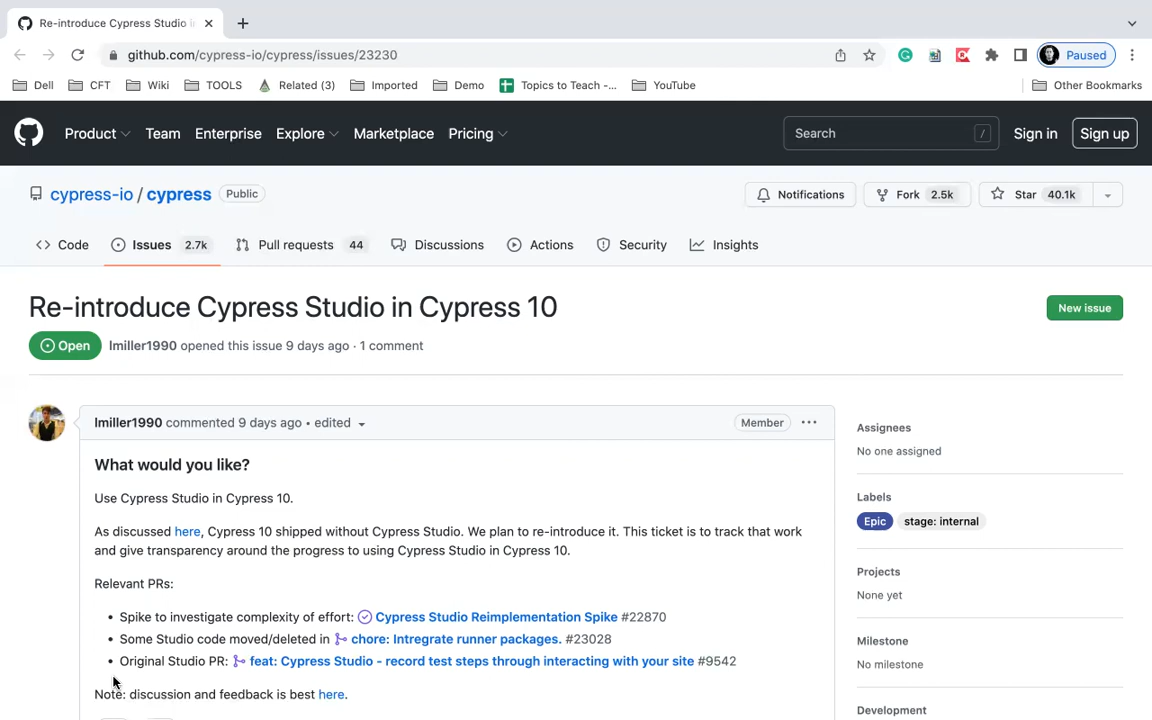 Re-introduce Cypress Studio i
github.com/cypress-io/cypress/issues/23230
Paused
Dell CFT Wiki TOOLS Related (3) Imported Demo Topics to Teach -... YouTube Other Bookmarks
Product Team Enterprise Explore Marketplace Pricing Search / Sign in Sign up
cypress-io / cypress Public Notifications Fork 2.5k Star 40.1k
Code Issues 2.7k Pull requests 44 Discussions Actions Security Insights
Re-introduce Cypress Studio in Cypress 10
New issue
Open lmiller1990 opened this issue 9 days ago · 1 comment
lmiller1990 commented 9 days ago • edited Member
What would you like?
Use Cypress Studio in Cypress 10.
As discussed here, Cypress 10 shipped without Cypress Studio. We plan to re-introduce it. This ticket is to track that work
and give transparency around the progress to using Cypress Studio in Cypress 10.
Relevant PRs:
• Spike to investigate complexity of effort: Cypress Studio Reimplementation Spike #22870
• Some Studio code moved/deleted in chore: Intregrate runner packages. #23028
• Original Studio PR: feat: Cypress Studio - record test steps through interacting with your site #9542
Note: discussion and feedback is best here.
Assignees
No one assigned
Labels
Epic stage: internal
Projects
None yet
Milestone
No milestone
Development